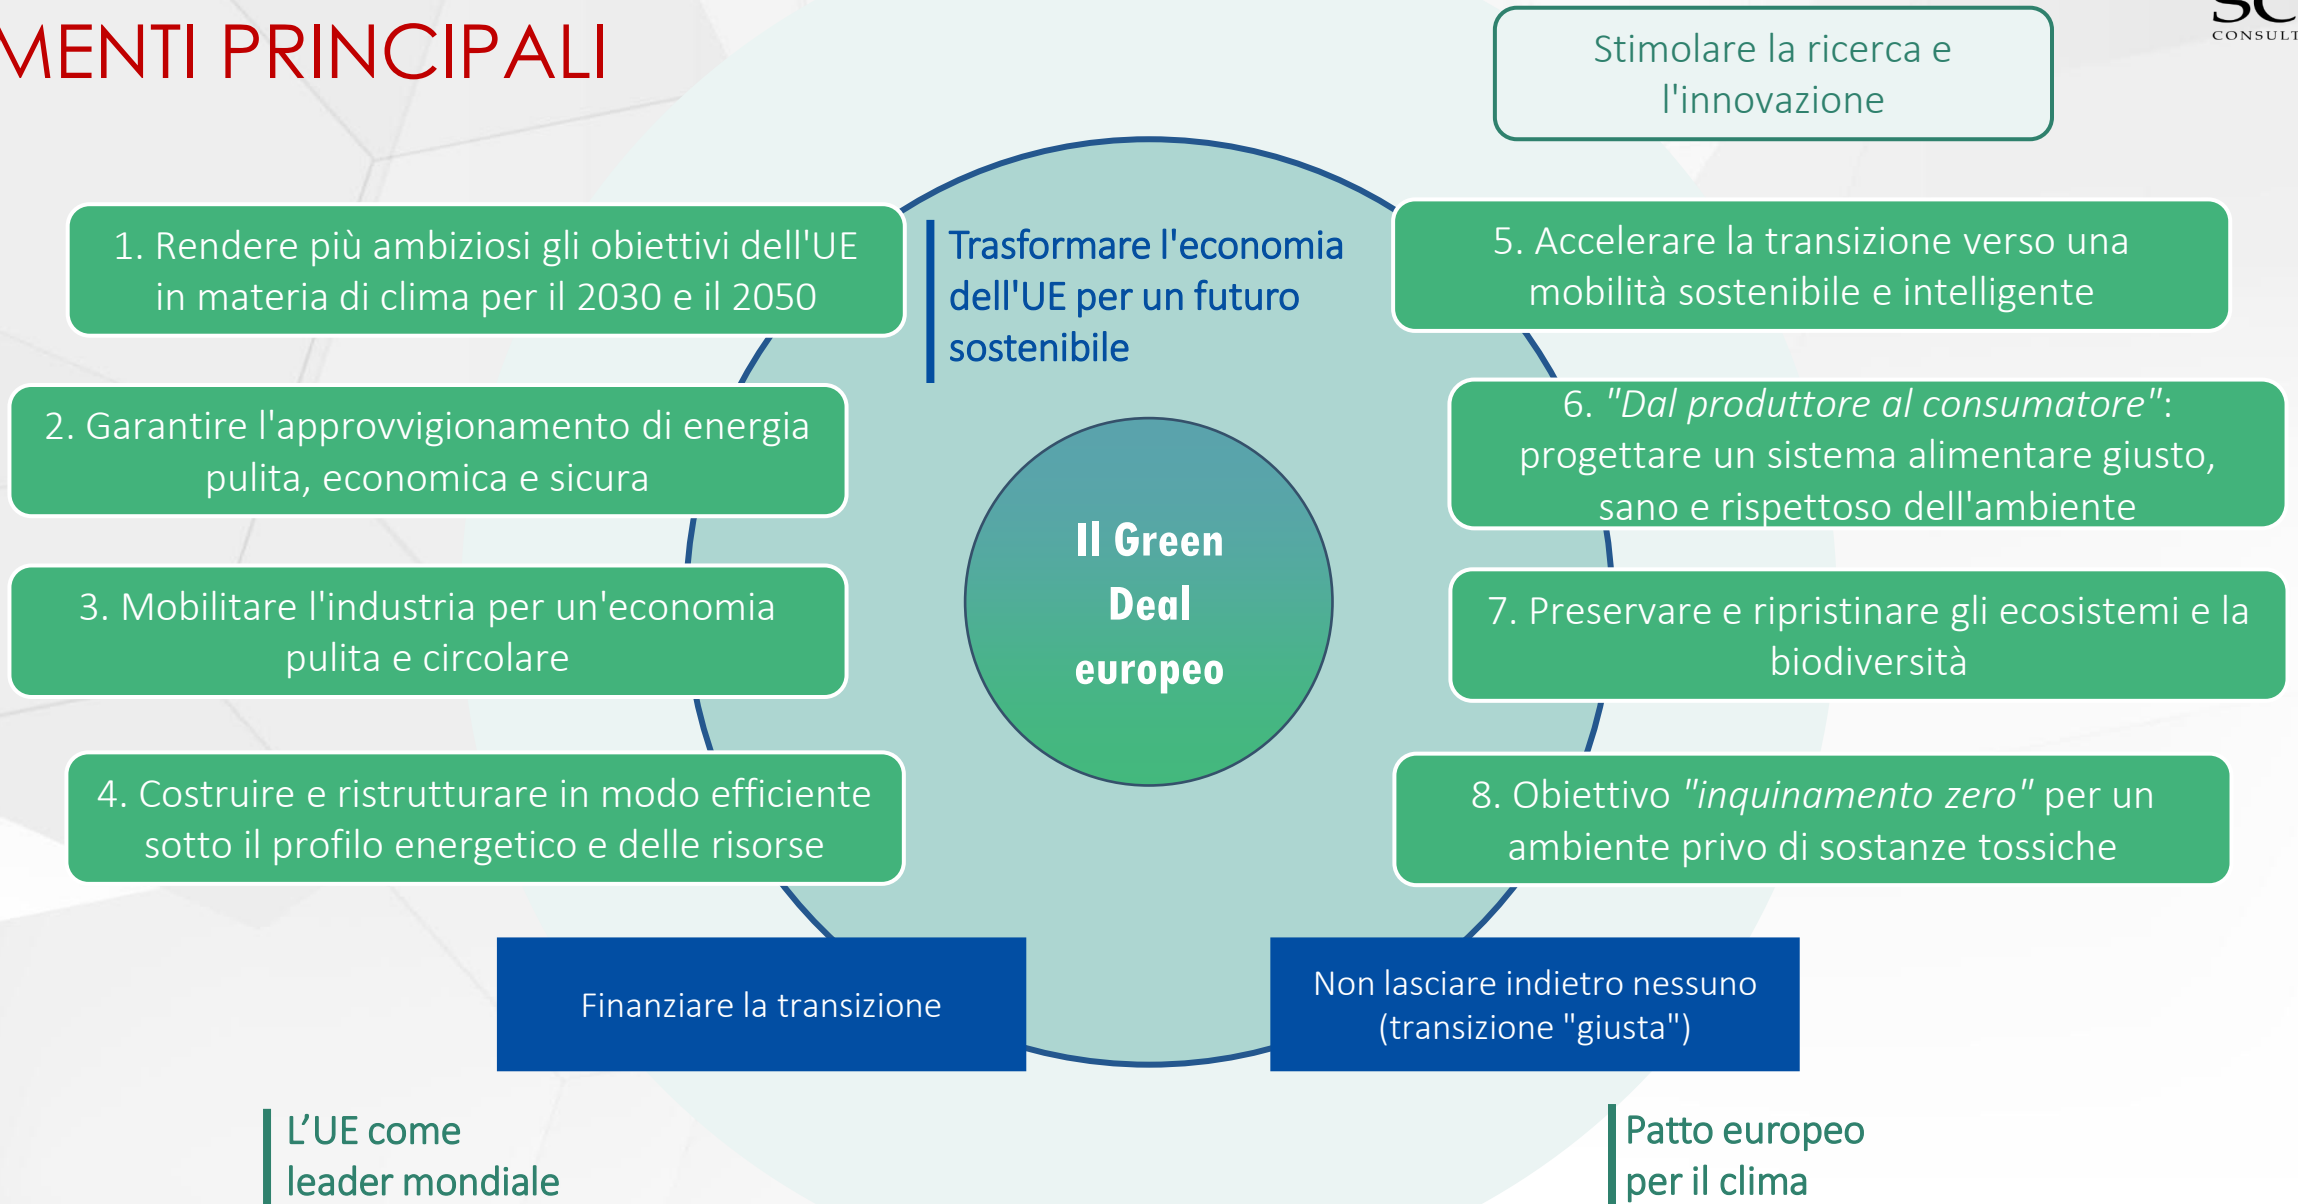 MENTI PRINCIPALI
CONSULT
Stimolare la ricerca e
l'innovazione
Trasformare l'economia
dell'UE per un futuro
sostenibile
1. Rendere più ambiziosi gli obiettivi dell'UE
in materia di clima per il 2030 e il 2050
2. Garantire l'approvvigionamento di energia
pulita, economica e sicura
3. Mobilitare l'industria per un'economia
pulita e circolare
4. Costruire e ristrutturare in modo efficiente
sotto il profilo energetico e delle risorse
Il Green
Deal
europeo
5. Accelerare la transizione verso una
mobilità sostenibile e intelligente
6. "Dal produttore al consumatore":
progettare un sistema alimentare giusto,
sano e rispettoso dell'ambiente
7. Preservare e ripristinare gli ecosistemi e la
biodiversità
8. Obiettivo "inquinamento zero" per un
ambiente privo di sostanze tossiche
Finanziare la transizione
Non lasciare indietro nessuno
(transizione "giusta")
L’UE come
leader mondiale
Patto europeo
per il clima